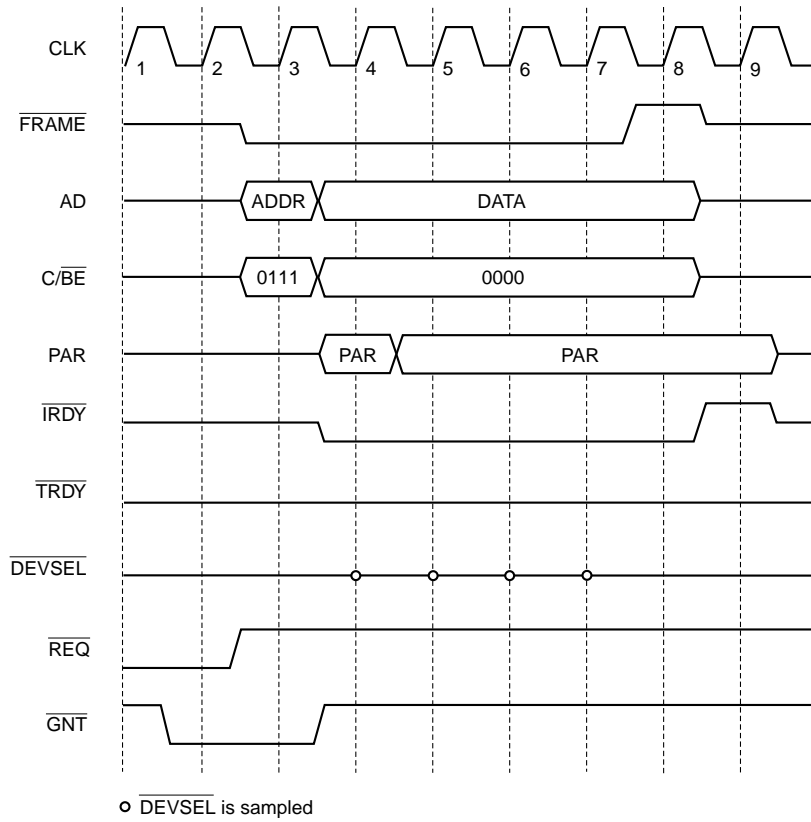 CLK
1 2 3 4 5 6 7 8 9
FRAME
AD
ADDR DATA
C/BE
0111 0000
PAR
PAR PAR
IRDY
TRDY
DEVSEL
REQ
GNT
DEVSEL is sampled